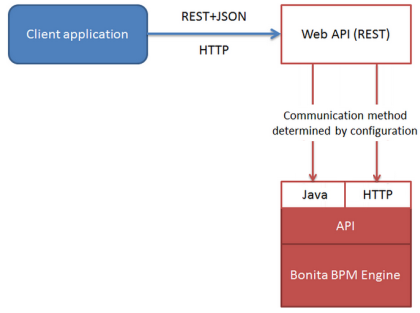 Client application
REST+JSON
HTTP
Web API (REST)
Communication method
determined by configuration
Java
HTTP
API
Bonita BPM Engine